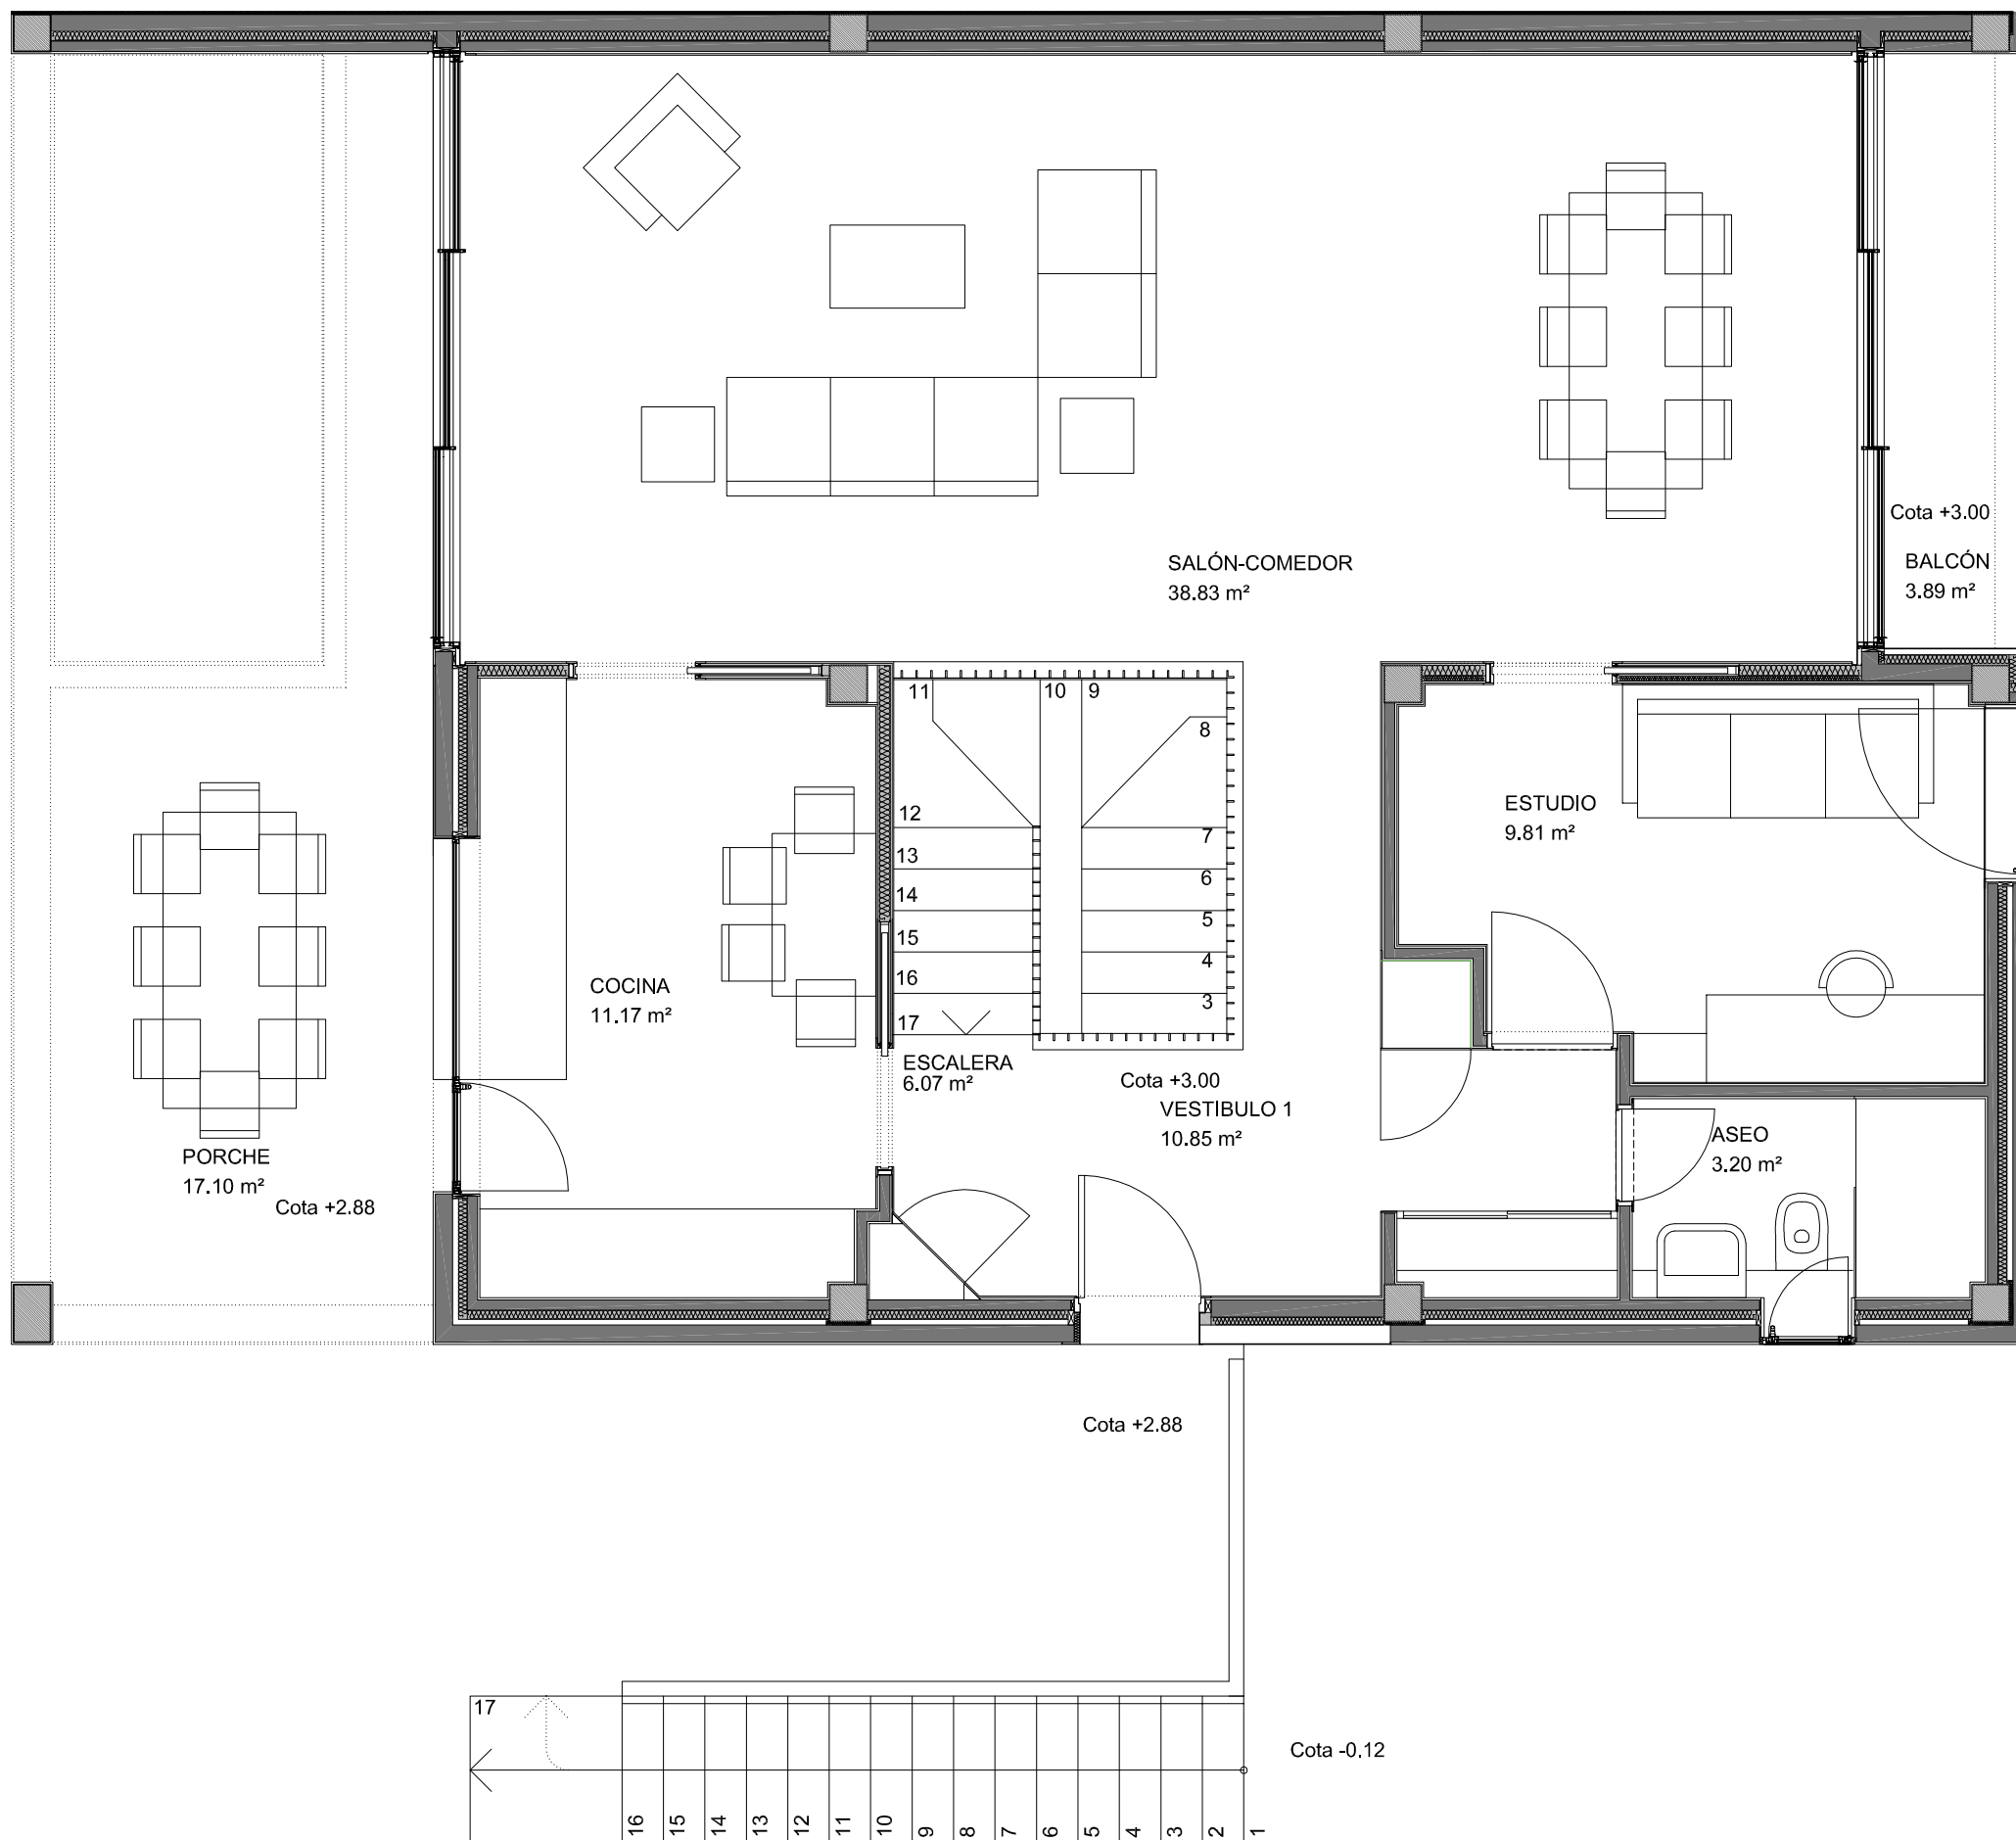 Cota +3.00
SALÓN-COMEDOR
38.83 m²
BALCÓN
3.89 m²
11
10
9
8
12
7
13
6
14
5
15
4
16
3
17
ESTUDIO
9.81 m²
COCINA
11.17 m²
ESCALERA
6.07 m²
Cota +3.00
VESTIBULO 1
10.85 m²
ASEO
3.20 m²
PORCHE
17.10 m²
Cota +2.88
Cota +2.88
17
Cota -0.12
16
15
14
13
12
11
10
9
8
7
6
5
4
3
2
1